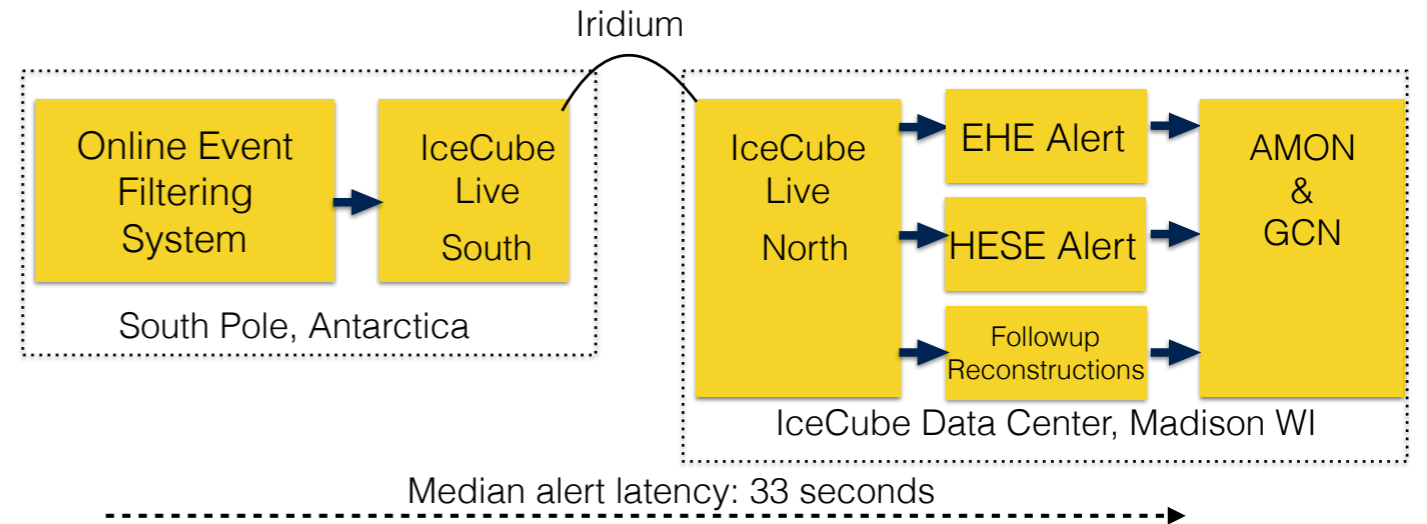 Iridium
Online Event
Filtering
System
IceCube
Live
South
South Pole, Antarctica
IceCube
Live
North
EHE Alert
HESE Alert
Followup
Reconstructions
AMON
&
GCN
IceCube Data Center, Madison WI
Median alert latency: 33 seconds